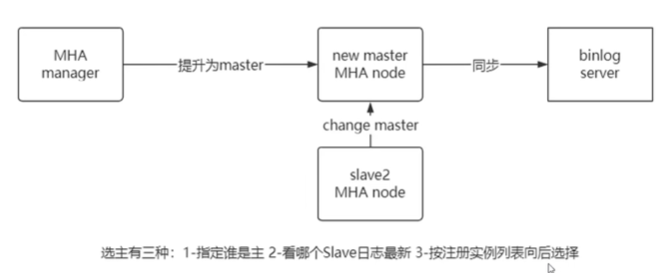 MHA
manager
提升为master
new master
MHA node
同步
binlog
server
change master
slave2
MHA node
选主有三种：1-指定谁是主 2-看哪个Slave日志最新 3-按注册实例列表向后选择